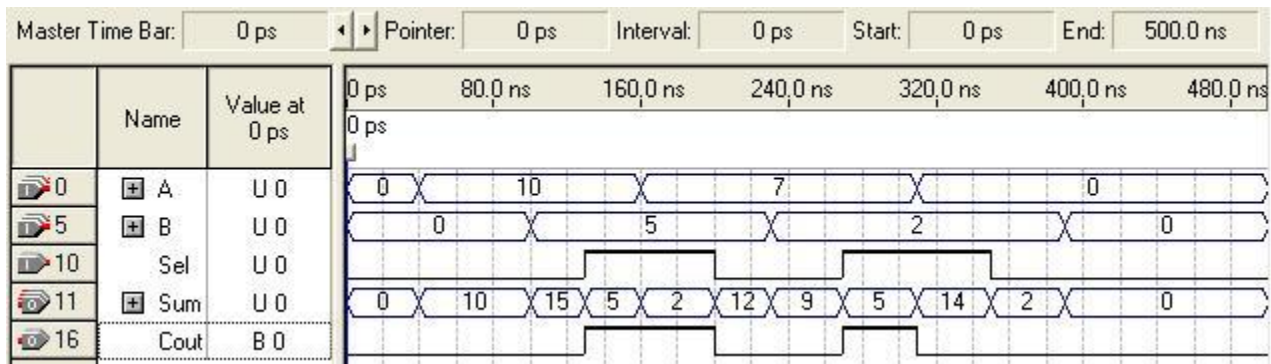 Master Time Bar: 0 ps Pointer: 0 ps Interval: 0 ps Start: 0 ps End: 500.0 ns
Name Value at 0 ps
0 ps 80.0 ns 160.0 ns 240.0 ns 320.0 ns 400.0 ns 480.0 ns
0 ps
0 A U 0 0 10 7 0
5 B U 0 0 5 2 0
10 Sel U 0
11 Sum U 0 0 10 15 5 2 12 9 5 14 2 0
16 Cout B 0